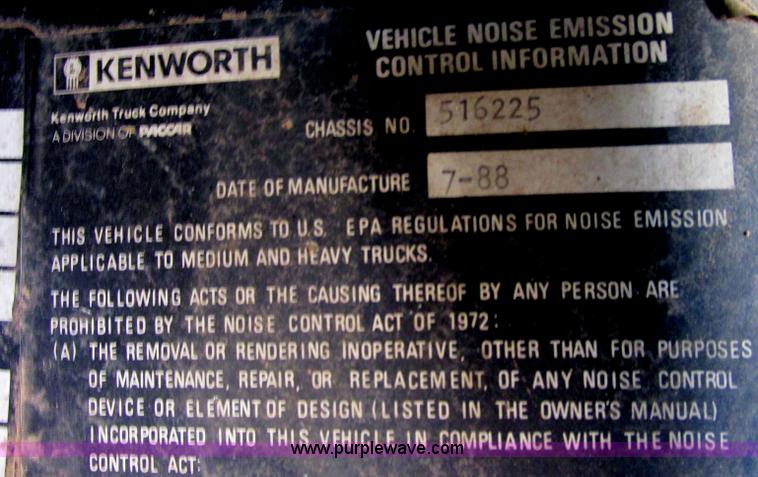 KENWORTH
Kenworth Truck Company
A DIVISION OF PACCAR
VEHICLE NOISE EMISSION
CONTROL INFORMATION
CHASSIS NO. 516225
DATE OF MANUFACTURE 7-88
THIS VEHICLE CONFORMS TO U.S. EPA REGULATIONS FOR NOISE EMISSION
APPLICABLE TO MEDIUM AND HEAVY TRUCKS.
THE FOLLOWING ACTS OR THE CAUSING THEREOF BY ANY PERSON ARE
PROHIBITED BY THE NOISE CONTROL ACT OF 1972:
(A) THE REMOVAL OR RENDERING INOPERATIVE, OTHER THAN FOR PURPOSES
OF MAINTENANCE, REPAIR, OR REPLACEMENT, OF ANY NOISE CONTROL
DEVICE OR ELEMENT OF DESIGN (LISTED IN THE OWNER'S MANUAL)
INCORPORATED INTO THIS VEHICLE IN COMPLIANCE WITH THE NOISE
www.purplewave.com
CONTROL ACT: